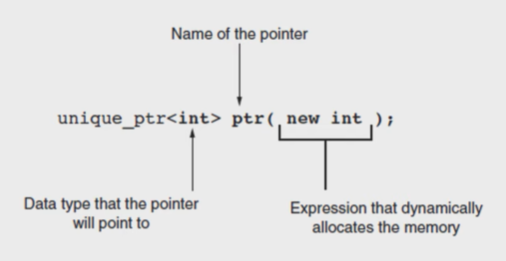 Name of the pointer
unique_ptr<int> ptr( new int );
Data type that the pointer
will point to
Expression that dynamically
allocates the memory